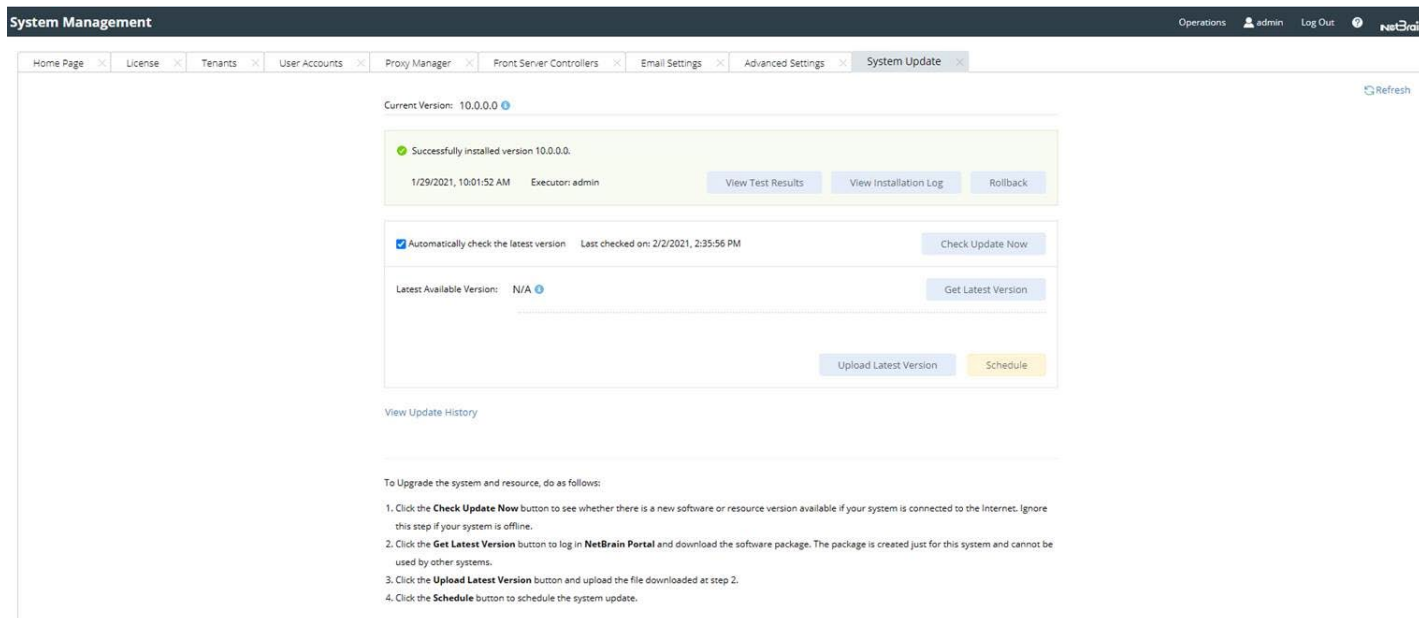 System Management
Operations admin Log Out ? NetBrai
Home Page License Tenants User Accounts Proxy Manager Front Server Controllers Email Settings Advanced Settings System Update
Refresh
Current Version: 10.0.0.0
Successfully installed version 10.0.0.0.
1/29/2021, 10:01:52 AM Executor: admin View Test Results View Installation Log Rollback
Automatically check the latest version Last checked on: 2/2/2021, 2:35:56 PM Check Update Now
Latest Available Version: N/A Get Latest Version
Upload Latest Version Schedule
View Update History
To Upgrade the system and resource, do as follows:
1. Click the Check Update Now button to see whether there is a new software or resource version available if your system is connected to the Internet. Ignore
this step if your system is offline.
2. Click the Get Latest Version button to log in NetBrain Portal and download the software package. The package is created just for this system and cannot be
used by other systems.
3. Click the Upload Latest Version button and upload the file downloaded at step 2.
4. Click the Schedule button to schedule the system update.